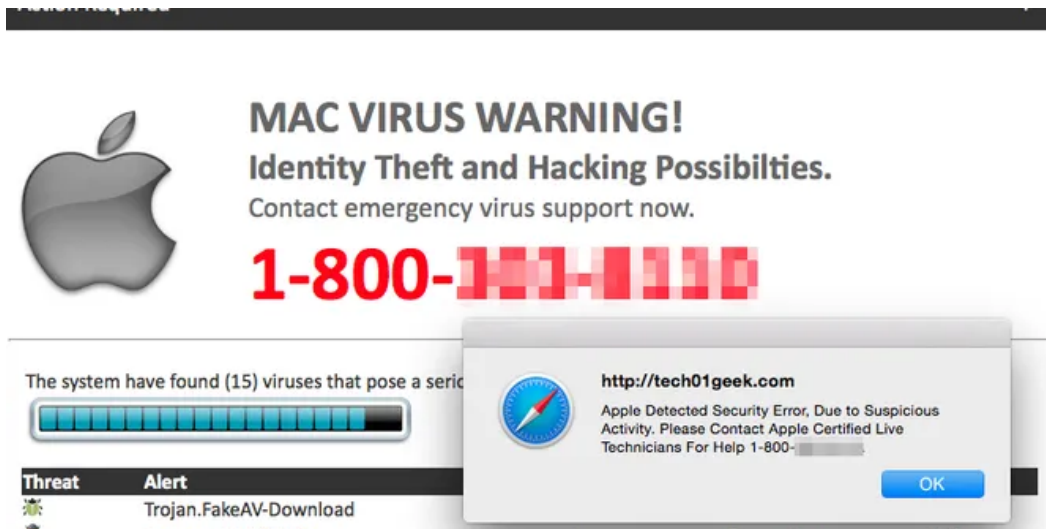 MAC VIRUS WARNING!
Identity Theft and Hacking Possibilties.
Contact emergency virus support now.
1-800-
The system have found (15) viruses that pose a
http://tech01geek.com
Apple Detected Security Error, Due to Suspicious
Activity. Please Contact Apple Certified Live
Technicians For Help 1-800-
OK
Threat Alert
Trojan.FakeAV-Download